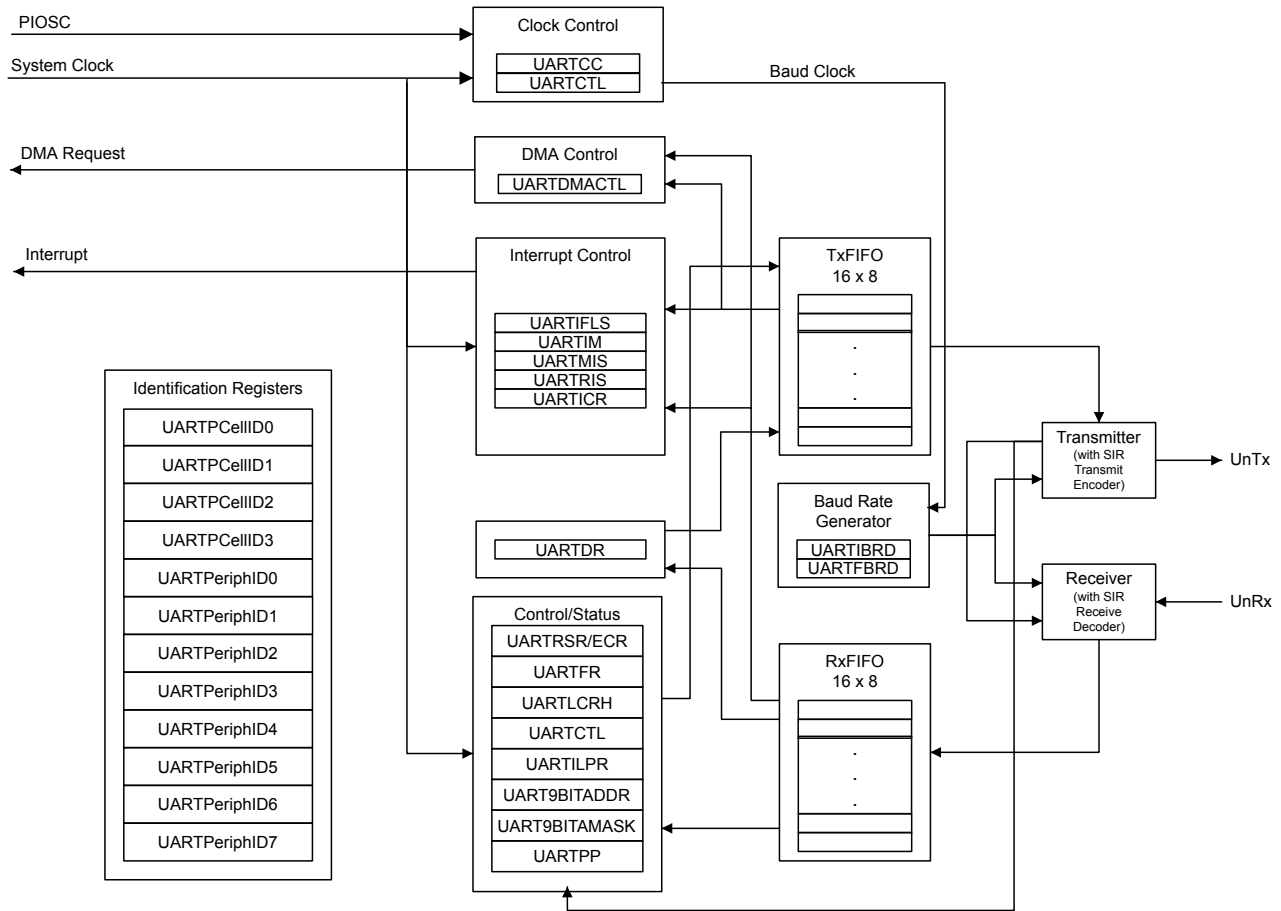 PIOSC
System Clock
Clock Control
UARTCC
UARTCTL
Baud Clock
DMA Request
DMA Control
UARTDMACTL
Interrupt
Interrupt Control
UARTIFLS
UARTIM
UARTMIS
UARTRIS
UARTICR
TxFIFO
16 x 8
.
.
.
Identification Registers
UARTPCellID0
UARTPCellID1
UARTPCellID2
UARTPCellID3
UARTPeriphID0
UARTPeriphID1
UARTPeriphID2
UARTPeriphID3
UARTPeriphID4
UARTPeriphID5
UARTPeriphID6
UARTPeriphID7
UARTDR
Baud Rate
Generator
UARTIBRD
UARTFBRD
Transmitter
(with SIR
Transmit
Encoder)
UnTx
Receiver
(with SIR
Receive
Decoder)
UnRx
Control/Status
UARTRSR/ECR
UARTFR
UARTLCRH
UARTCTL
UARTILPR
UART9BITADDR
UART9BITAMASK
UARTPP
RxFIFO
16 x 8
.
.
.